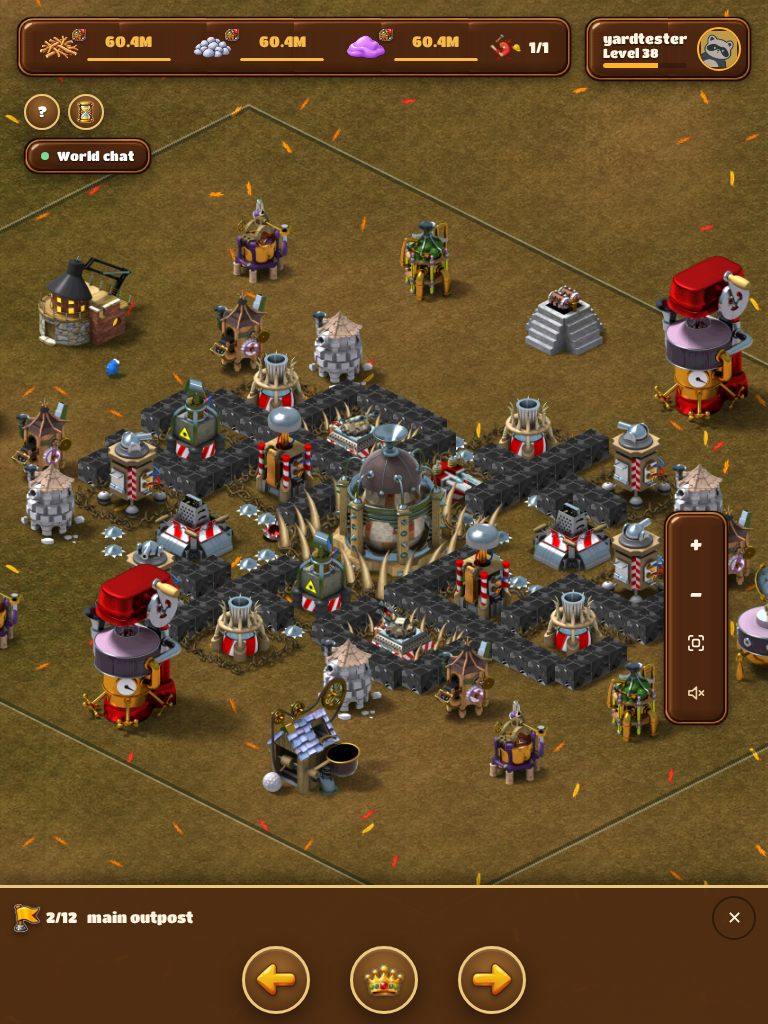 60.4M
60.4M
60.4M
1/1
yardtester
Level 38
?
World chat
2/12 main outpost